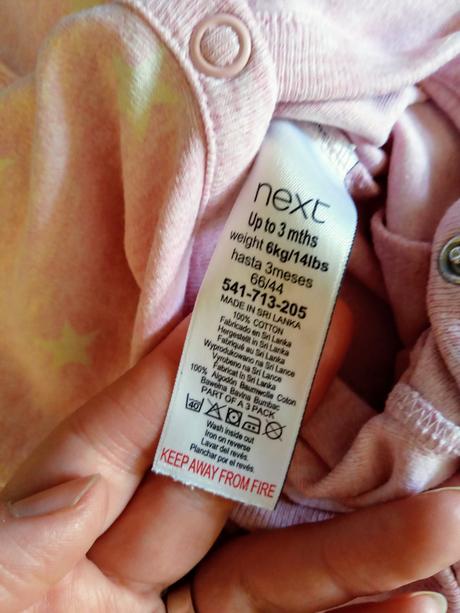 next
Up to 3 mths
weight 6kg/14lbs
hasta 3meses
66/44
541-713-205
MADE IN SRI LANKA
100% COTTON
Fabricado en Sri Lanka
Hergestellt in Sri Lanka
Fabriqué au Sri Lanka
Wyprodukowano na Sri Lance
Vyrobeno na Sri Lance
Fabricat în Sri Lanca
100% Algodón Baumwolle Coton
Bawełna Bavlna Bumbac
PART OF A 3 PACK
40
Wash inside out
Iron on reverse
Lavar del revés.
Planchar por el revés.
KEEP AWAY FROM FIRE